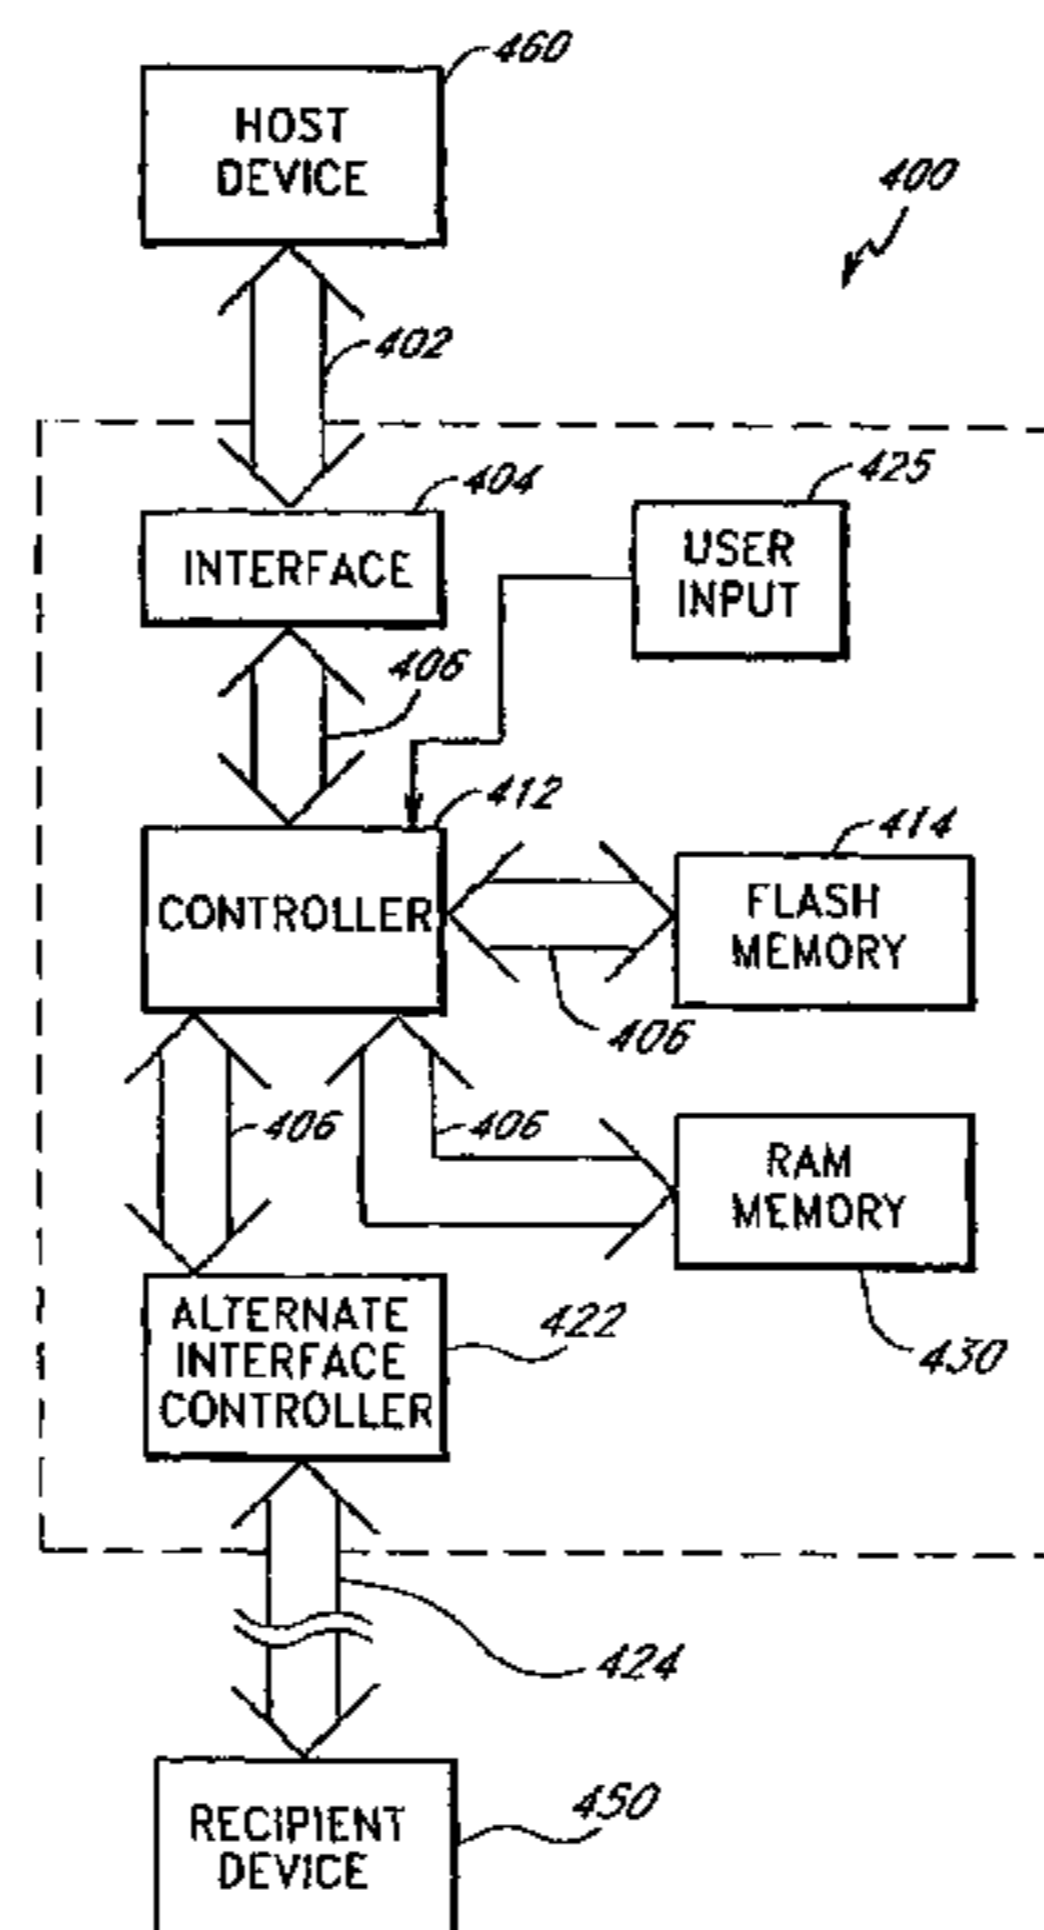 460
HOST
DEVICE
400
402
404
425
INTERFACE
USER
INPUT
406
412
414
CONTROLLER
FLASH
MEMORY
406
406
406
RAM
MEMORY
ALTERNATE
INTERFACE
CONTROLLER
422
430
424
450
RECIPIENT
DEVICE